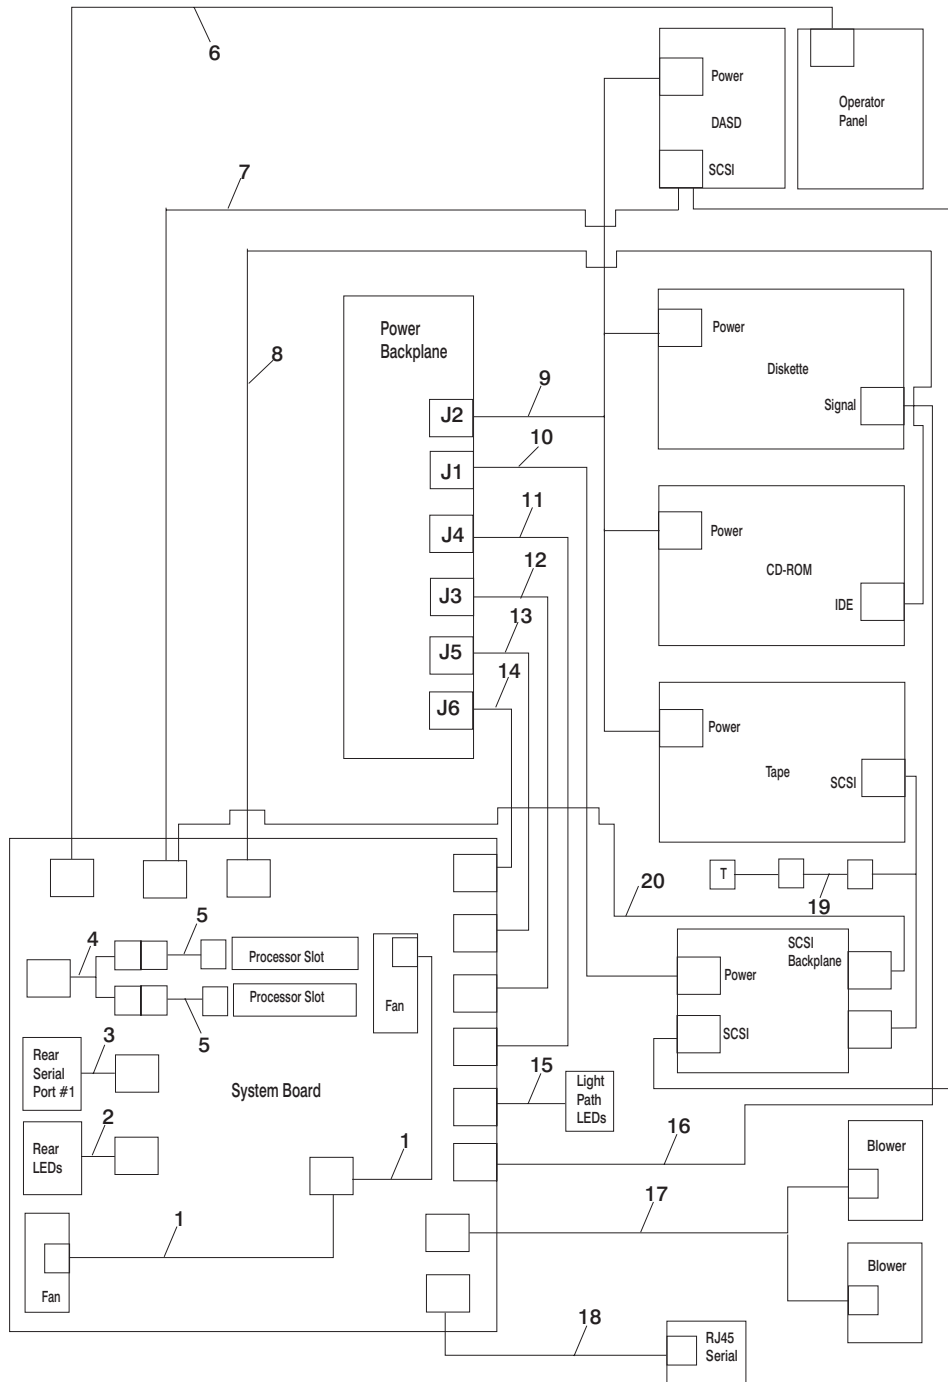 6
Power
DASD
SCSI
Operator
Panel
7
8
Power
Backplane
J2
J1
J4
J3
J5
J6
9
10
11
12
13
14
Power
Diskette
Signal
Power
CD-ROM
IDE
Power
Tape
SCSI
T
19
20
SCSI
Backplane
Power
SCSI
4
5
Processor Slot
Processor Slot
5
Fan
3
Rear
Serial
Port #1
System Board
2
Rear
LEDs
1
1
Fan
15
Light
Path
LEDs
16
17
Blower
Blower
18
RJ45
Serial